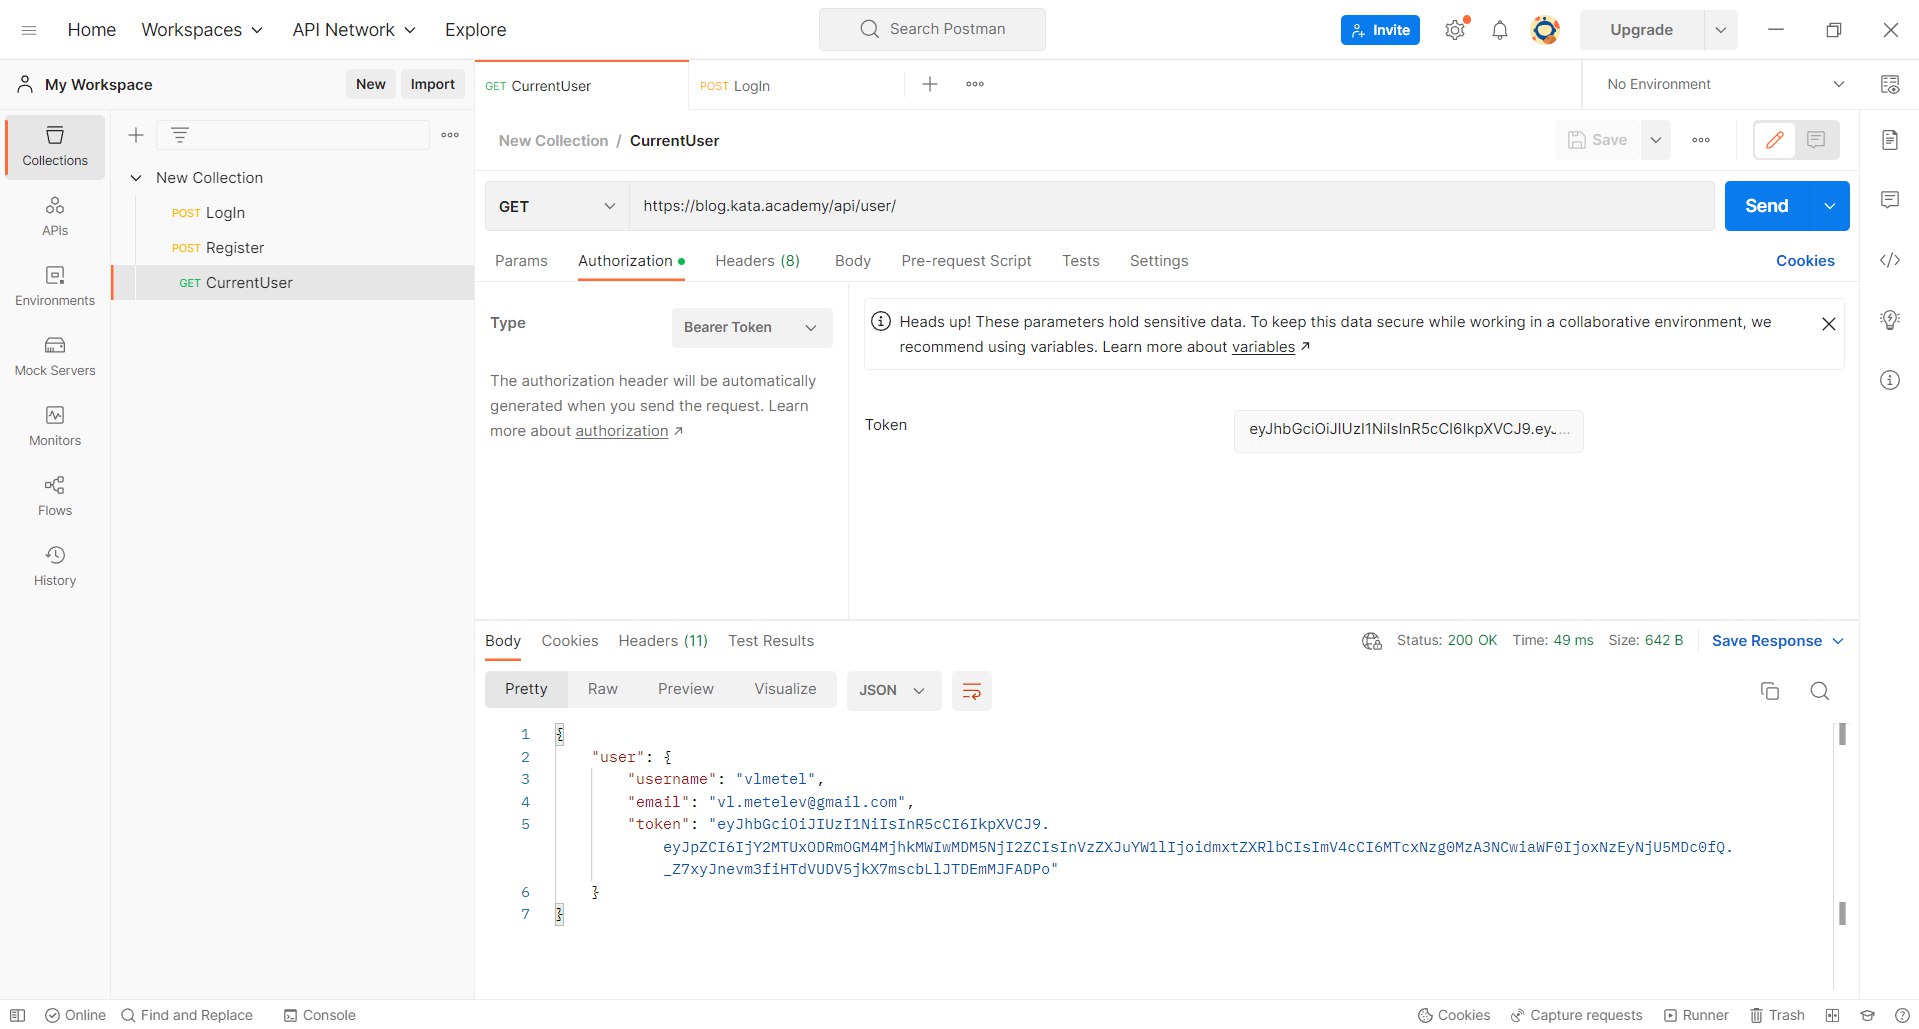 Home Workspaces API Network Explore Search Postman Invite Upgrade
My Workspace New Import GET CurrentUser POST LogIn No Environment
Collections
APIs
Environments
Mock Servers
Monitors
Flows
History
New Collection
POST LogIn
POST Register
GET CurrentUser
New Collection / CurrentUser Save
GET https://blog.kata.academy/api/user/ Send
Params Authorization Headers (8) Body Pre-request Script Tests Settings Cookies
Type Bearer Token
The authorization header will be automatically
generated when you send the request. Learn
more about authorization ↗
Heads up! These parameters hold sensitive data. To keep this data secure while working in a collaborative environment, we
recommend using variables. Learn more about variables ↗
Token eyJhbGciOiJIUzI1NiIsInR5cCI6IkpXVCJ9.eyJ...
Body Cookies Headers (11) Test Results Status: 200 OK Time: 49 ms Size: 642 B Save Response
Pretty Raw Preview Visualize JSON
1 {
2 "user": {
3 "username": "vlmetel",
4 "email": "vl.metelev@gmail.com",
5 "token": "eyJhbGciOiJIUzI1NiIsInR5cCI6IkpXVCJ9.
eyJpZCI6IjY2MTUxODRmOGM4MjhkMWIwMDM5NjI2ZCIsInVzZXJuYW1lIjoidmxtZXRlbCIsImV4cCI6MTcxNzg0MzA3NCwiaWF0IjoxNzEyNjU5MDc0fQ.
_Z7xyJnevm3fiHTdVUDV5jkX7mscbLlJTDEmMJFADPo"
6 }
7 }
Online Find and Replace Console Cookies Capture requests Runner Trash